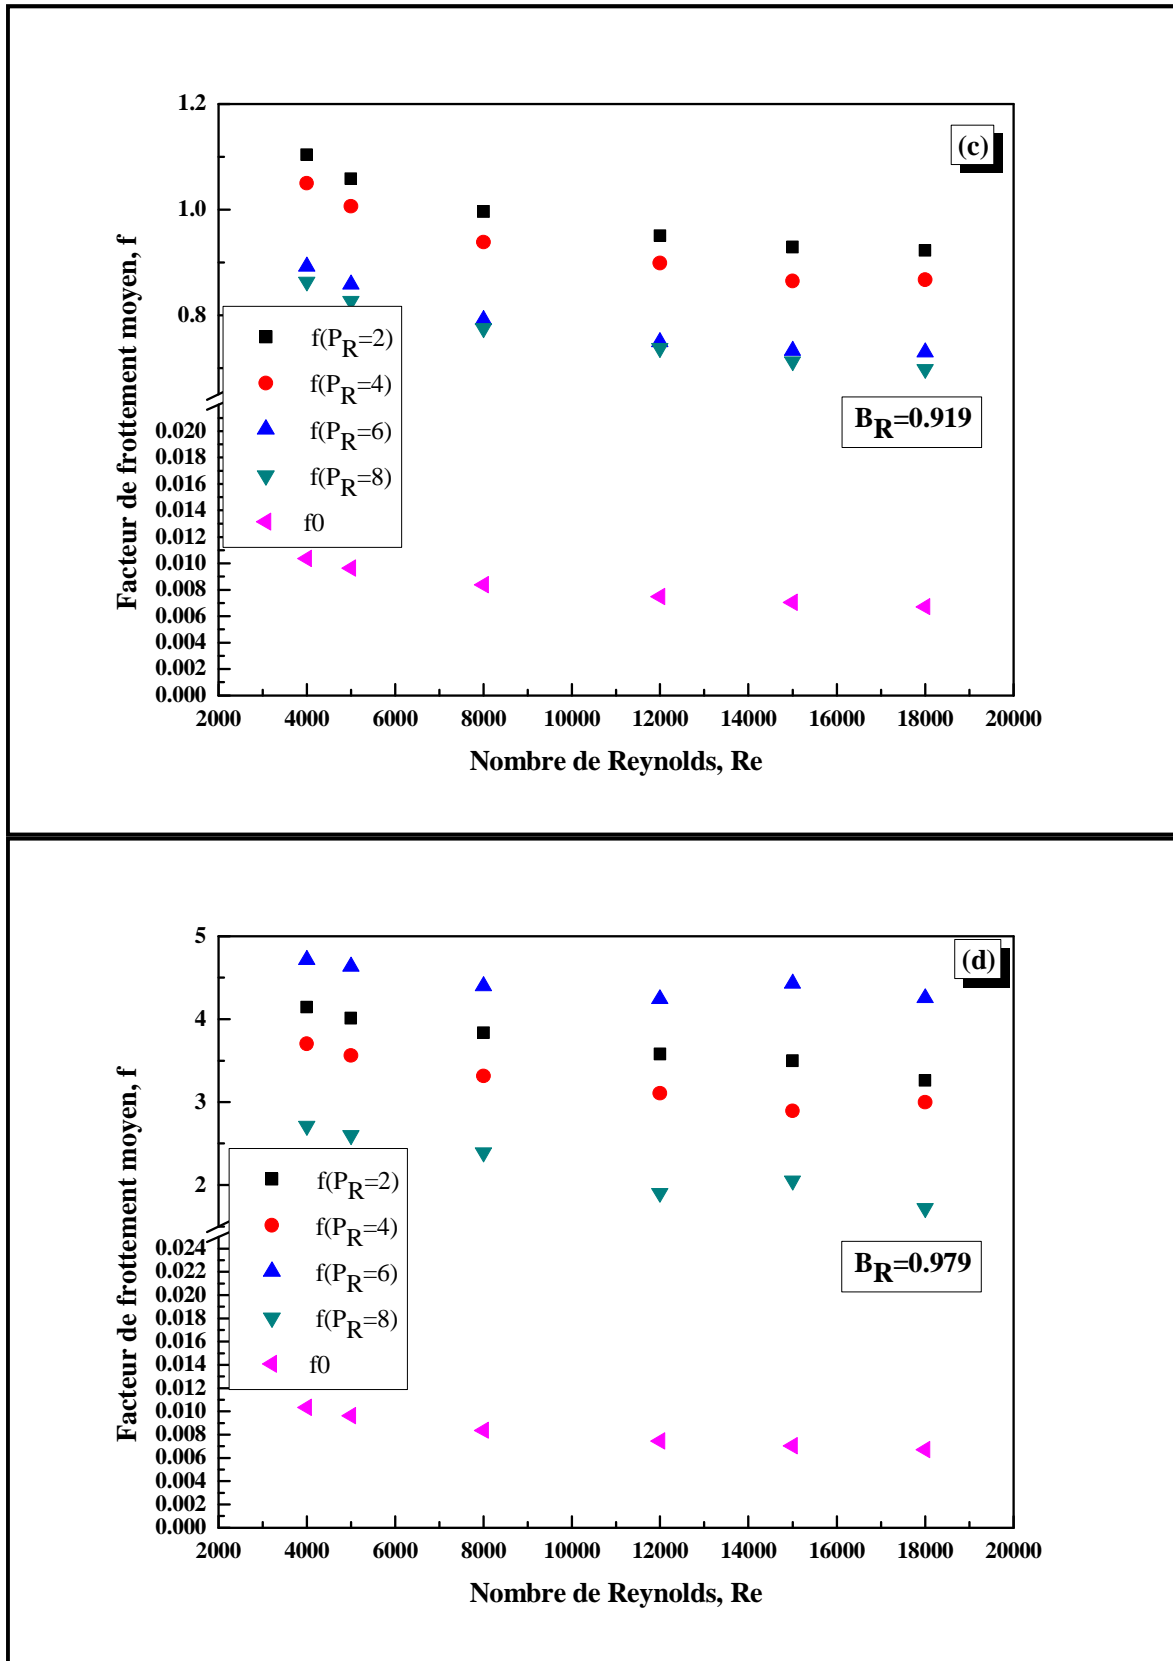 1.2
(c)
1.0
0.8
f(PR=2)
f(PR=4)
f(PR=6)
f(PR=8)
f0
BR=0.919
0.020
0.018
0.016
0.014
0.012
0.010
0.008
0.006
0.004
0.002
0.000
Facteur de frottement moyen, f
2000 4000 6000 8000 10000 12000 14000 16000 18000 20000
Nombre de Reynolds, Re
5
(d)
4
3
2
f(PR=2)
f(PR=4)
f(PR=6)
f(PR=8)
f0
BR=0.979
0.024
0.022
0.020
0.018
0.016
0.014
0.012
0.010
0.008
0.006
0.004
0.002
0.000
Facteur de frottement moyen, f
2000 4000 6000 8000 10000 12000 14000 16000 18000 20000
Nombre de Reynolds, Re